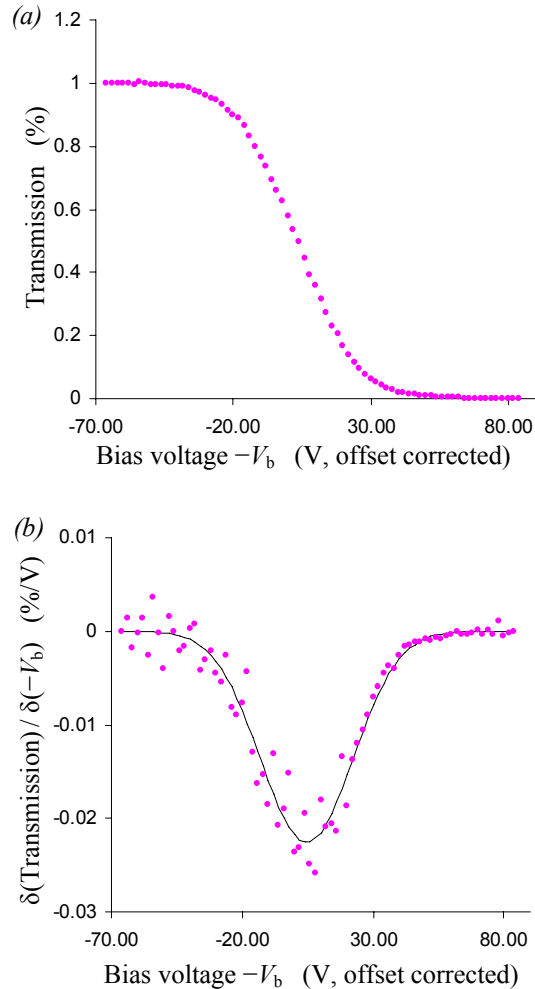 (a)
1.2
1
0.8
0.6
0.4
0.2
0
Transmission (%)
-70.00 -20.00 30.00 80.00
Bias voltage −Vb (V, offset corrected)
(b)
0.01
0
-0.01
-0.02
-0.03
δ(Transmission) / δ(−Vb) (%/V)
-70.00 -20.00 30.00 80.00
Bias voltage −Vb (V, offset corrected)